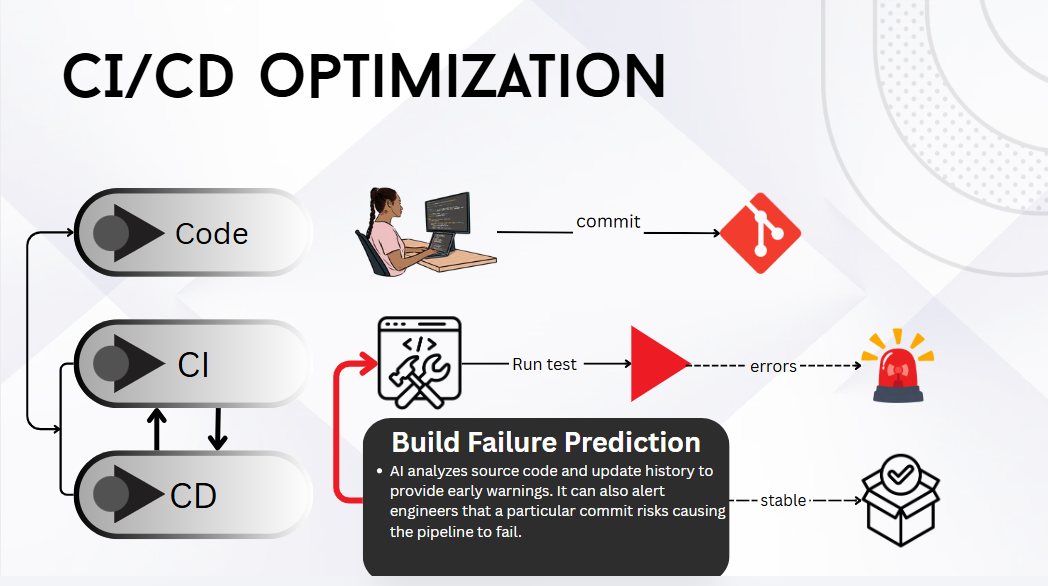 CI/CD OPTIMIZATION
Code
commit
CI
</>
Run test
errors
Build Failure Prediction
• AI analyzes source code and update history to
provide early warnings. It can also alert
engineers that a particular commit risks causing
the pipeline to fail.
CD
stable